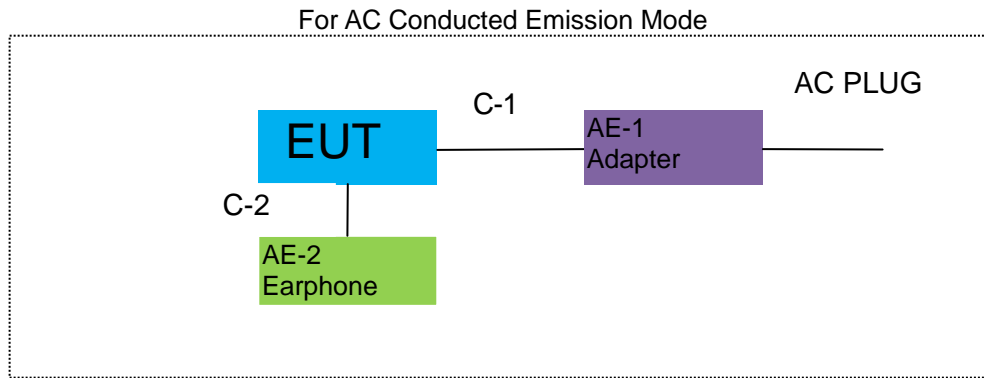 For AC Conducted Emission Mode
AC PLUG
C-1
EUT
AE-1
Adapter
C-2
AE-2
Earphone